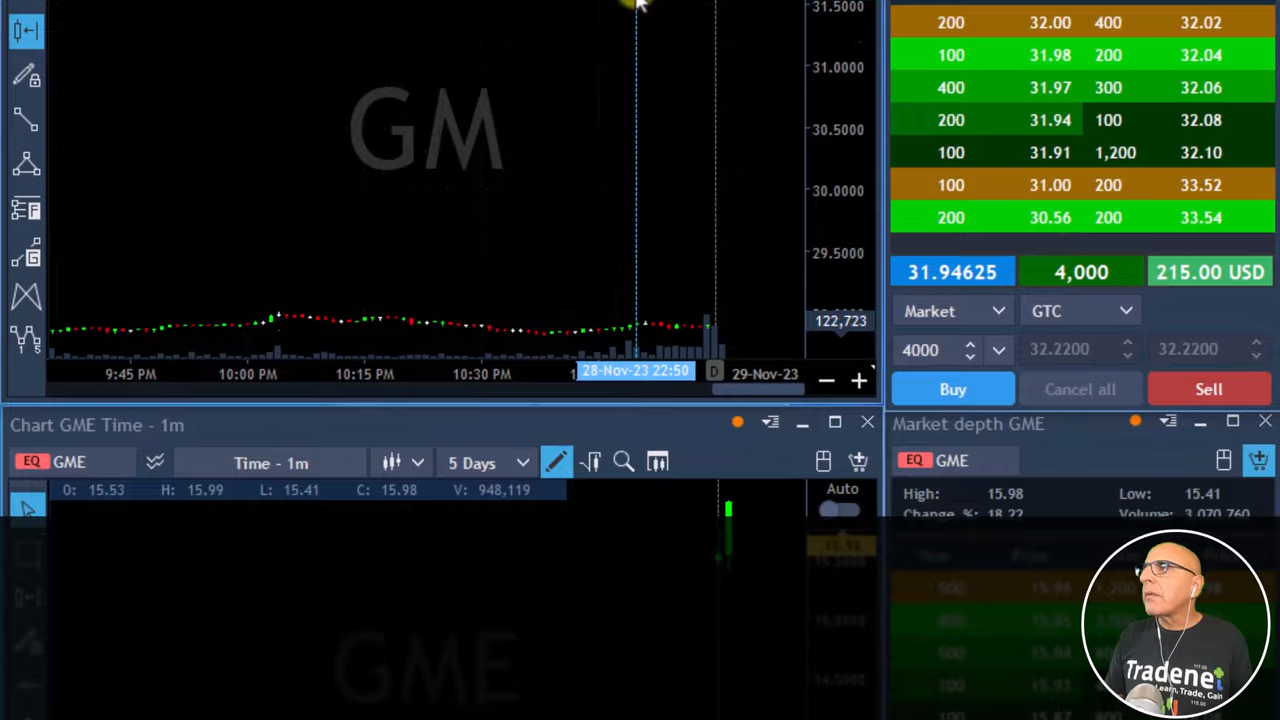 31.5000
200 32.00 400 32.02
100 31.98 200 32.04
31.0000
400 31.97 300 32.06
GM
200 31.94 100 32.08
30.5000
100 31.91 1,200 32.10
30.0000
100 31.00 200 33.52
200 30.56 200 33.54
29.5000
31.94625 4,000 215.00 USD
122,723
Market GTC
4000 32.2200 32.2200
9:45 PM 10:00 PM 10:15 PM 10:30 PM 28-Nov-23 22:50 D 29-Nov-23
Buy Cancel all Sell
Chart GME Time - 1m
Market depth GME
EQ GME Time - 1m 5 Days
EQ GME
O: 15.53 H: 15.99 L: 15.41 C: 15.98 V: 948,119
Auto
High: 15.98 Low: 15.41
Change %: 18.22 Volume: 3,070,760
GME
Tradenet
Learn, Trade, Gain